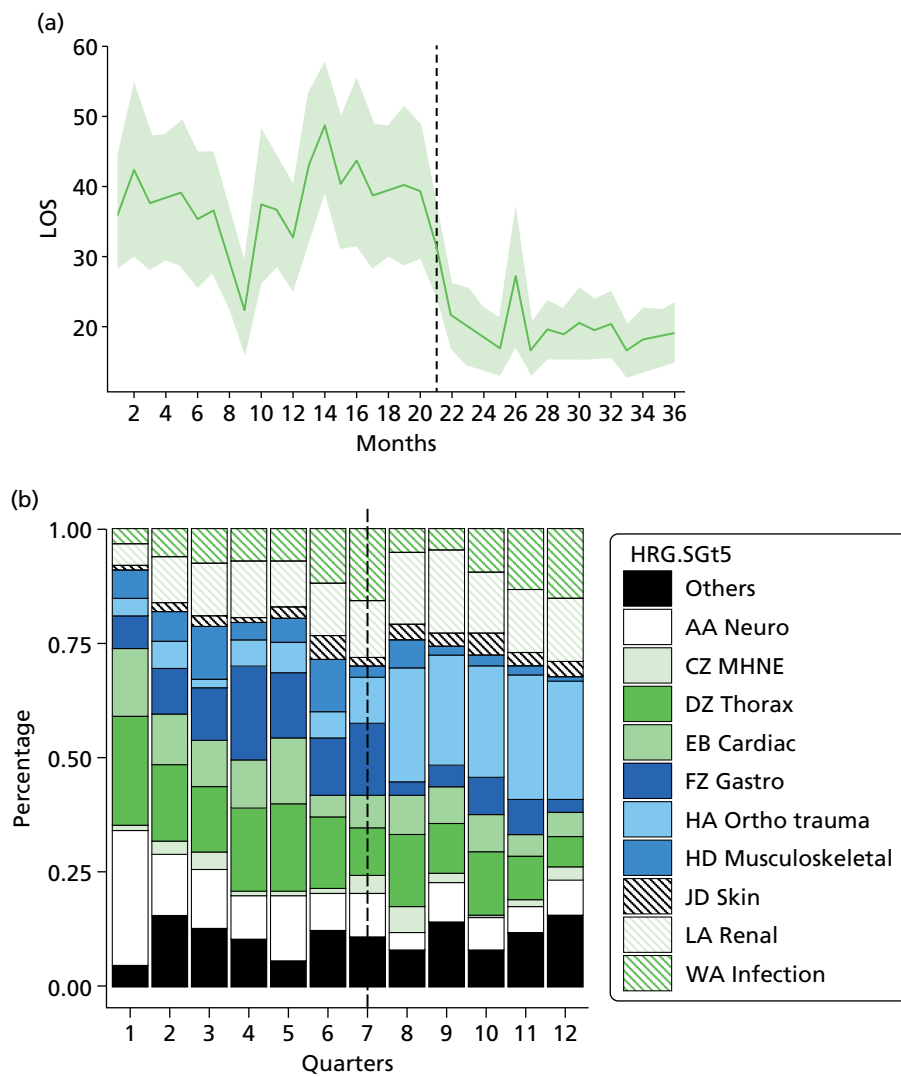 (a)
60
50
40
30
20
LOS
2 4 6 8 10 12 14 16 18 20 22 24 26 28 30 32 34 36
Months
(b)
1.00
0.75
0.50
0.25
0.00
Percentage
1 2 3 4 5 6 7 8 9 10 11 12
Quarters
HRG.SGt5
Others
AA Neuro
CZ MHNE
DZ Thorax
EB Cardiac
FZ Gastro
HA Ortho trauma
HD Musculoskeletal
JD Skin
LA Renal
WA Infection